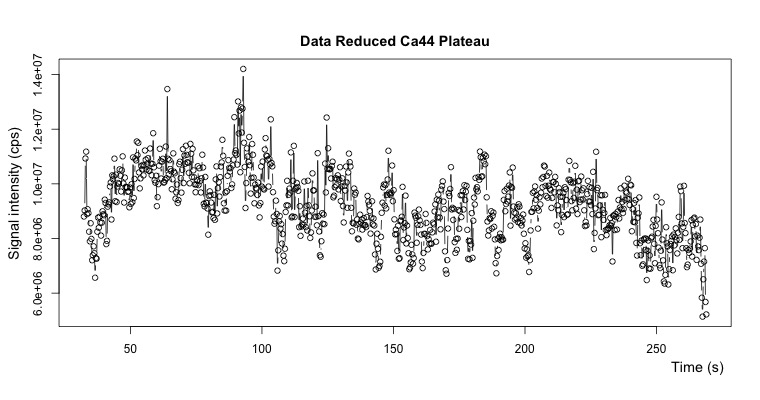 Data Reduced Ca44 Plateau
Signal intensity (cps)
1.4e+07
1.2e+07
1.0e+07
8.0e+06
6.0e+06
50 100 150 200 250
Time (s)